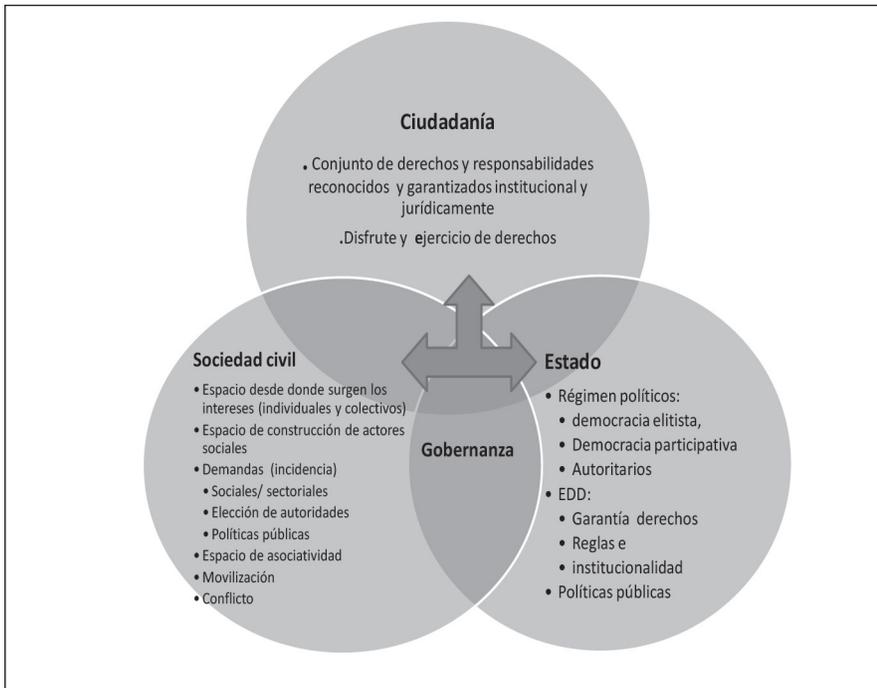 Ciudadanía
. Conjunto de derechos y responsabilidades
reconocidos y garantizados institucional y
jurídicamente
.Disfrute y ejercicio de derechos
Sociedad civil
• Espacio desde donde surgen los
intereses (individuales y colectivos)
• Espacio de construcción de actores
sociales
• Demandas (incidencia)
• Sociales/ sectoriales
• Elección de autoridades
• Políticas públicas
• Espacio de asociatividad
• Movilización
• Conflicto
Gobernanza
Estado
• Régimen políticos:
• democracia elitista,
• Democracia participativa
• Autoritarios
• EDD:
• Garantía derechos
• Reglas e
• institucionalidad
• Políticas públicas